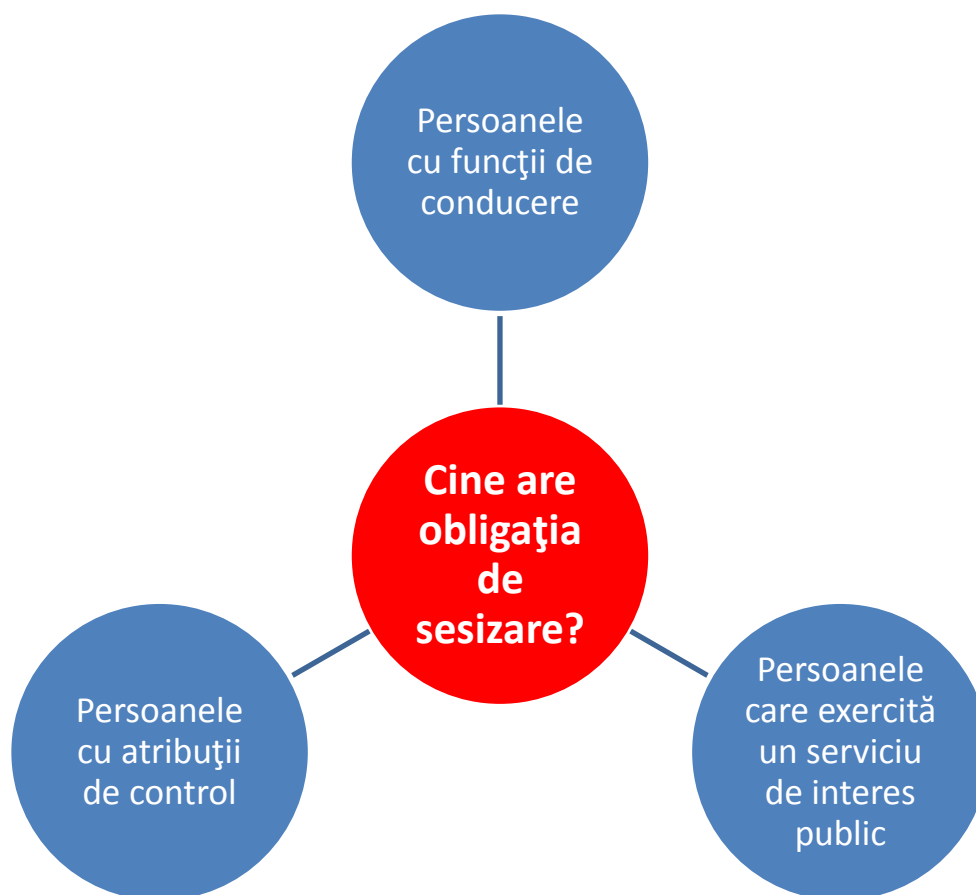 Persoanele
cu funcţii de
conducere
Cine are
obligaţia
de
sesizare?
Persoanele
cu atribuţii
de control
Persoanele
care exercită
un serviciu
de interes
public